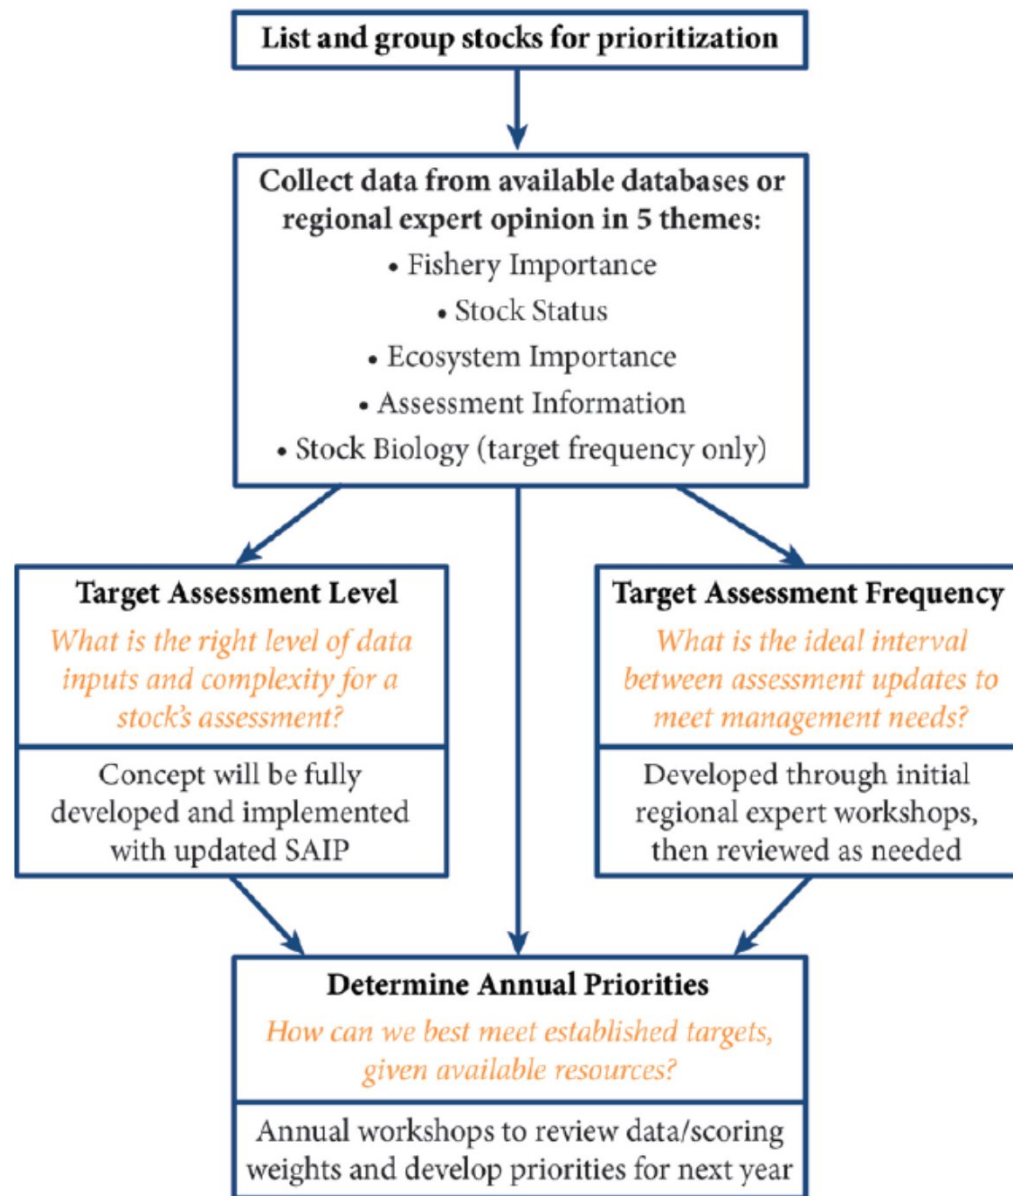 List and group stocks for prioritization
Collect data from available databases or
regional expert opinion in 5 themes:
• Fishery Importance
• Stock Status
• Ecosystem Importance
• Assessment Information
• Stock Biology (target frequency only)
Target Assessment Level
What is the right level of data
inputs and complexity for a
stock's assessment?
Concept will be fully
developed and implemented
with updated SAIP
Target Assessment Frequency
What is the ideal interval
between assessment updates to
meet management needs?
Developed through initial
regional expert workshops,
then reviewed as needed
Determine Annual Priorities
How can we best meet established targets,
given available resources?
Annual workshops to review data/scoring
weights and develop priorities for next year